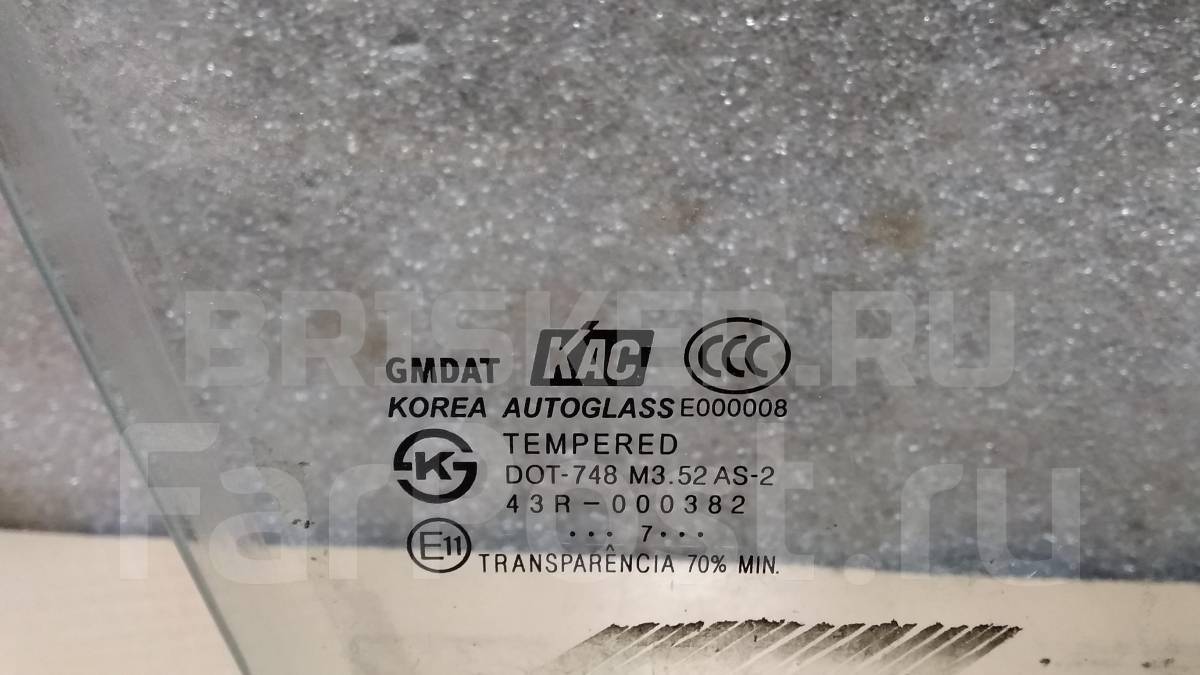 BRISKER.RU
GMDAT KAC CCC
KOREA AUTOGLASS E000008
TEMPERED
DOT-748 M3.52 AS-2
43R-000382
E11
... 7...
TRANSPARÊNCIA 70% MIN.
FarPost.ru